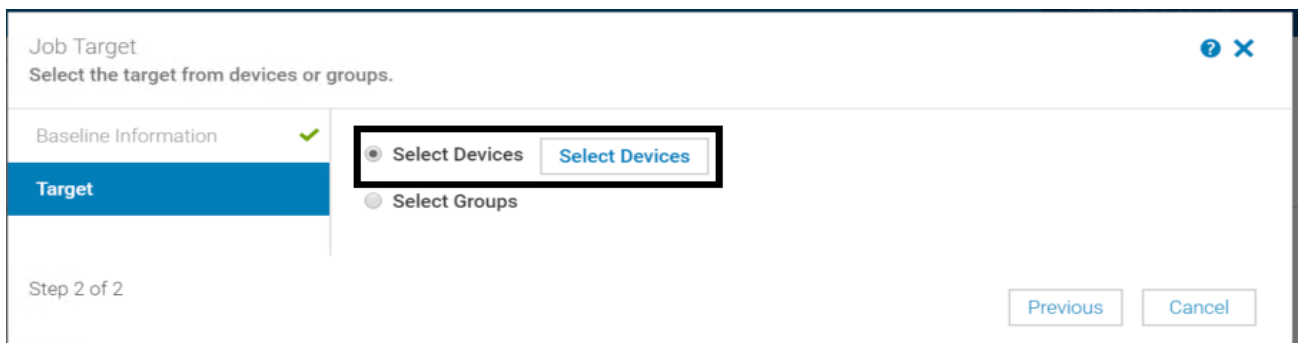 Job Target
Select the target from devices or groups.
Baseline Information
Target
Select Devices Select Devices
Select Groups
Step 2 of 2
Previous Cancel